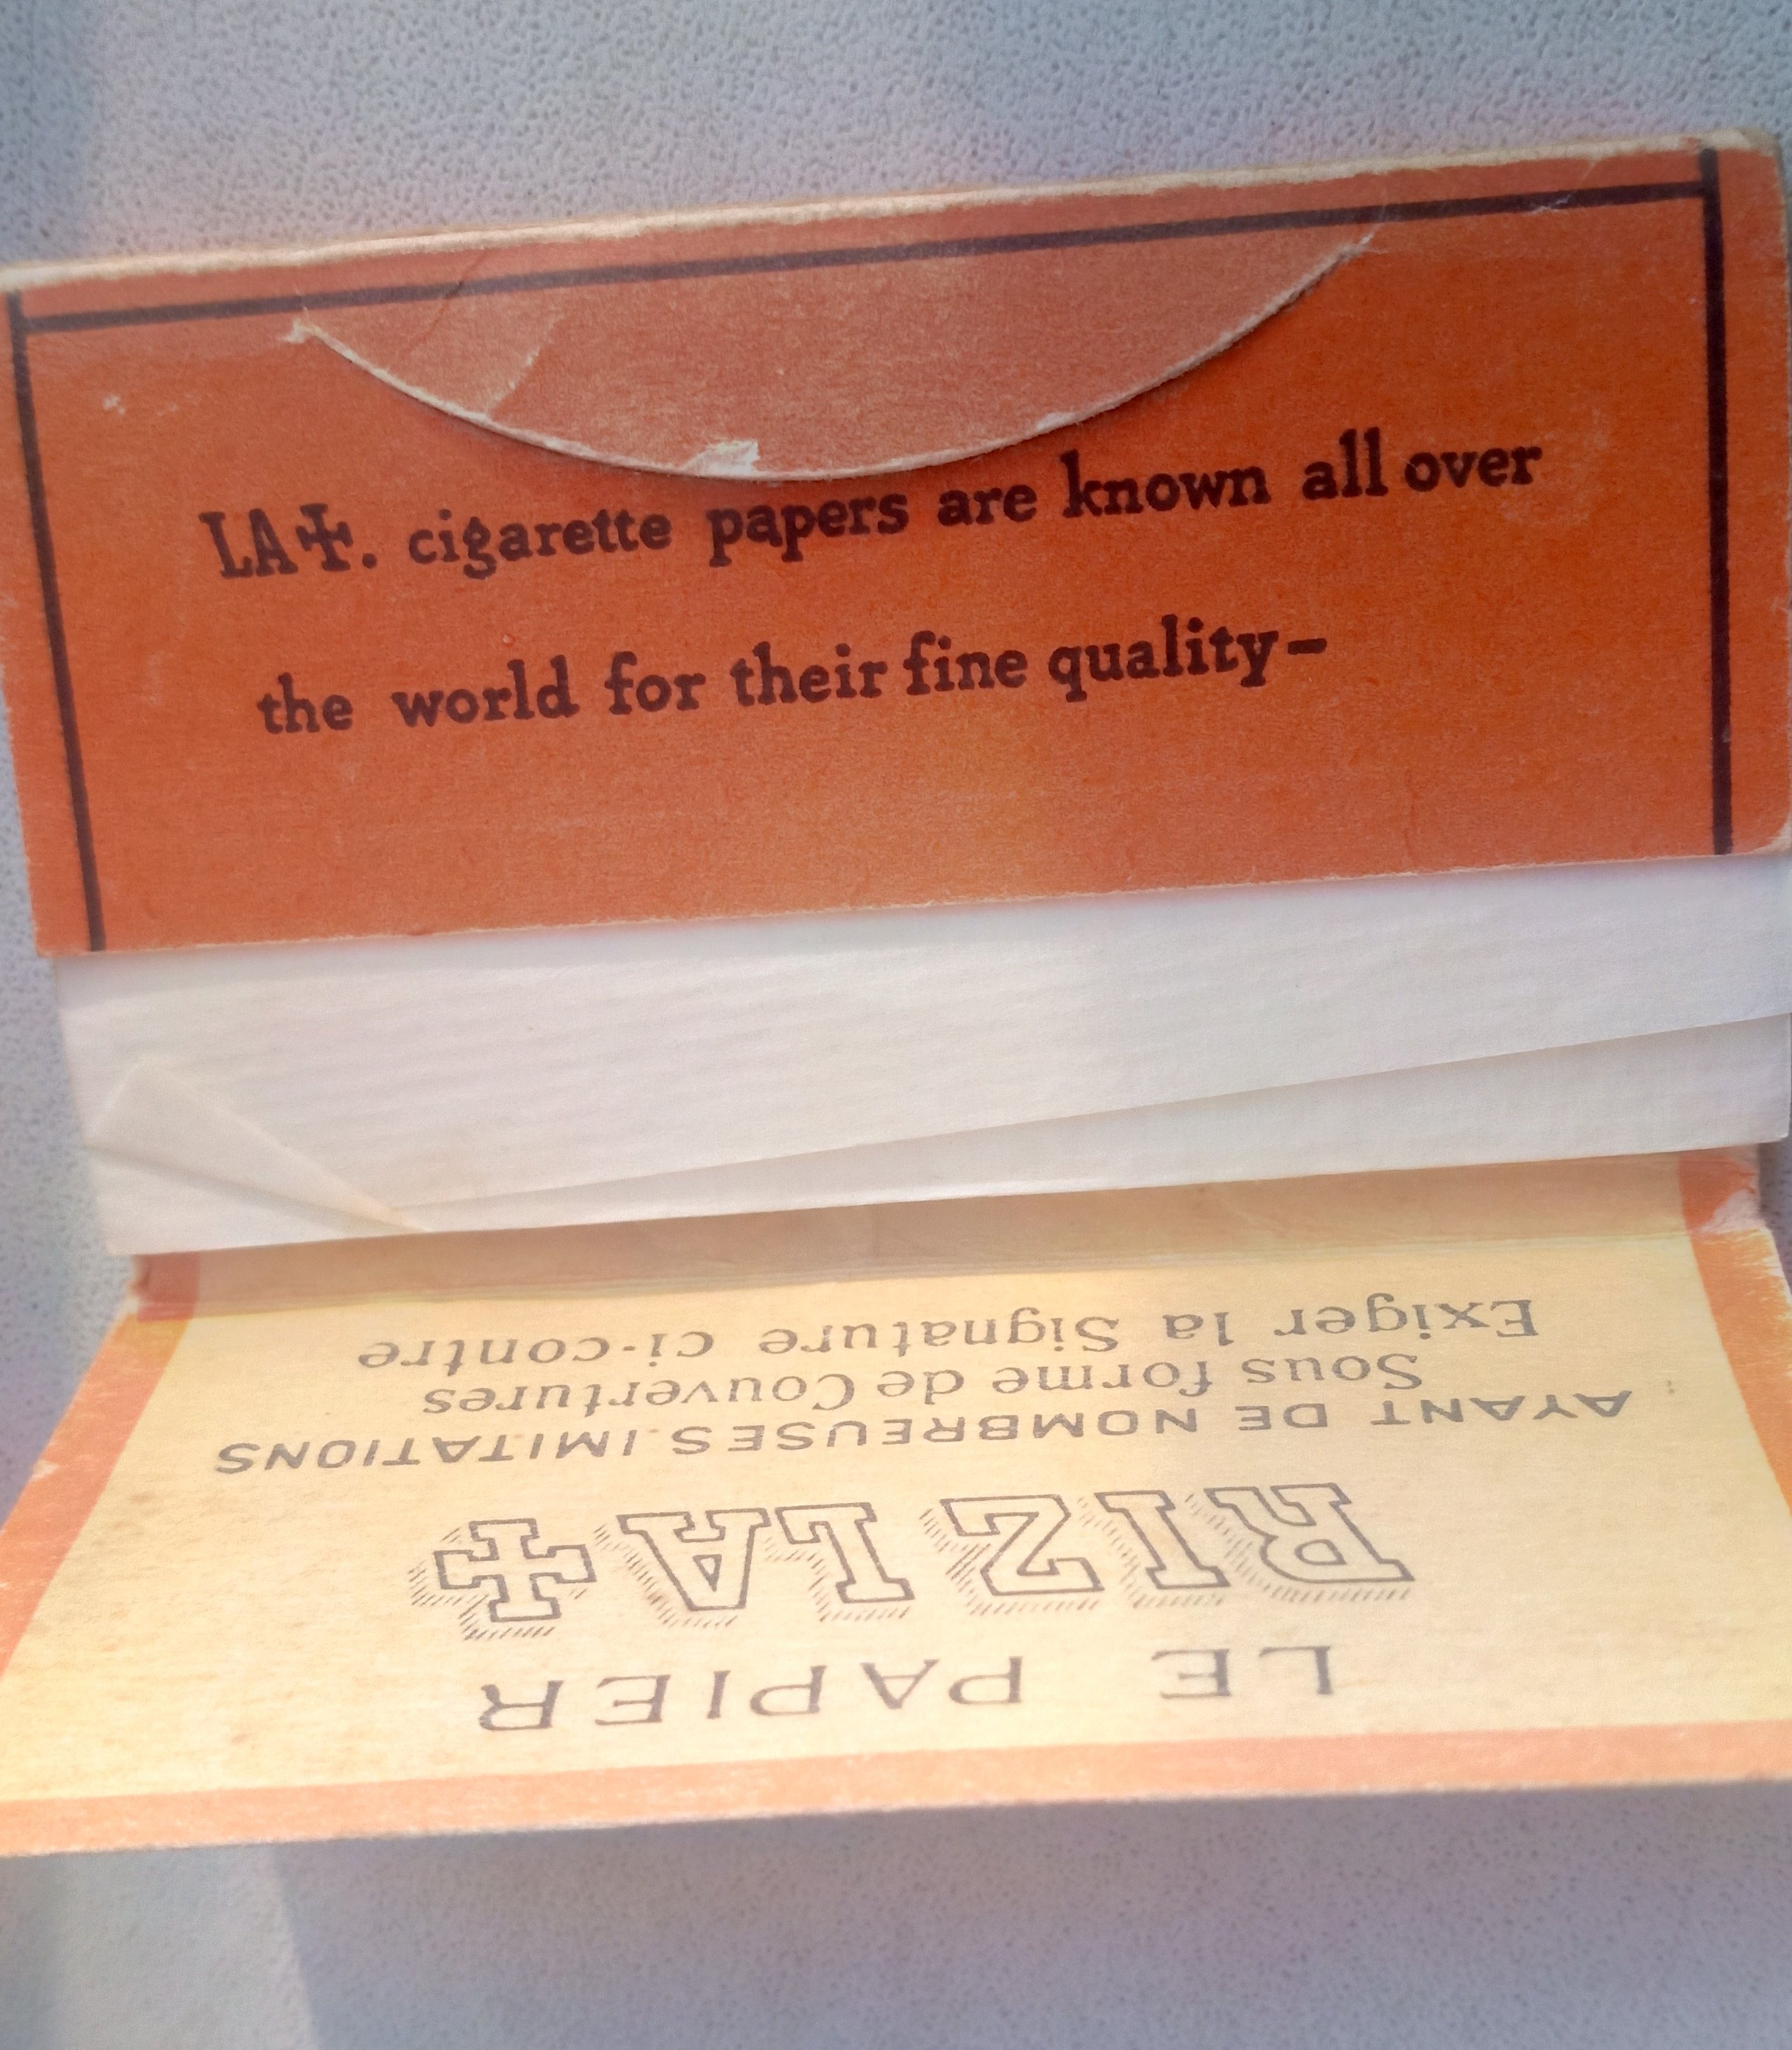 LA✠. cigarette papers are known all over
the world for their fine quality-
LE PAPIER
RIZ LA ✠
AYANT DE NOMBREUSES IMITATIONS
Sous forme de Couvertures
Exiger la Signature ci-contre